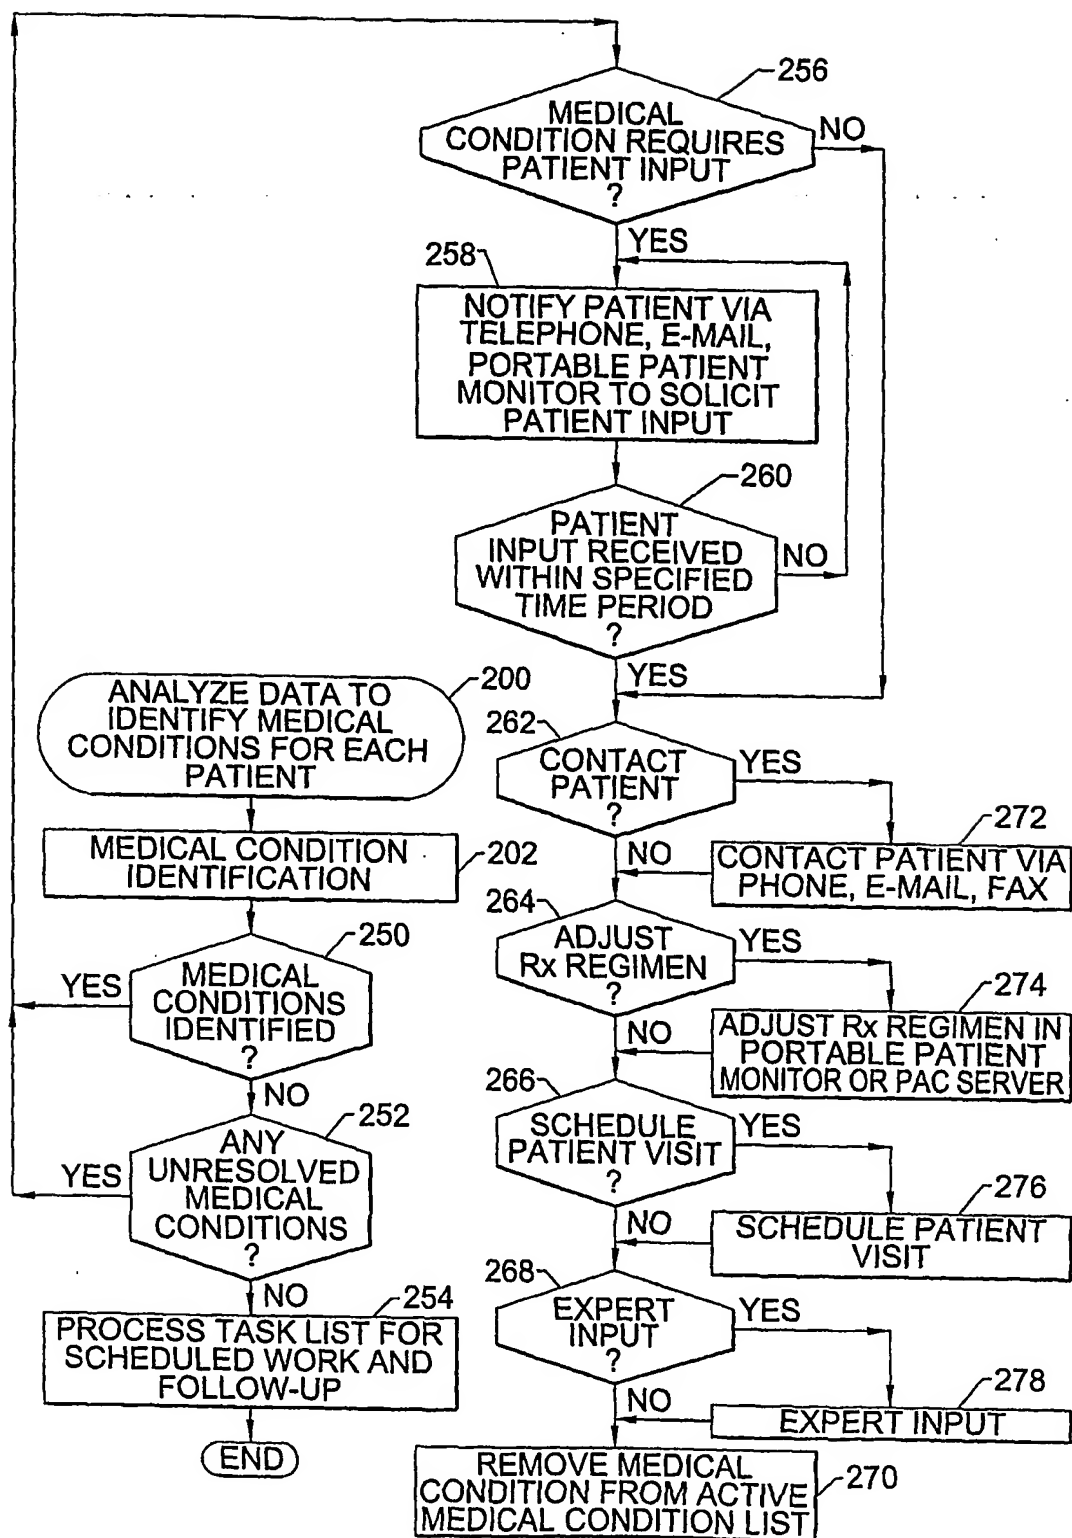 256
MEDICAL
CONDITION REQUIRES
PATIENT INPUT
?
NO
YES
258
NOTIFY PATIENT VIA
TELEPHONE, E-MAIL,
PORTABLE PATIENT
MONITOR TO SOLICIT
PATIENT INPUT
260
PATIENT
INPUT RECEIVED
WITHIN SPECIFIED
TIME PERIOD
?
NO
YES
200
ANALYZE DATA TO
IDENTIFY MEDICAL
CONDITIONS FOR EACH
PATIENT
MEDICAL CONDITION
IDENTIFICATION
202
250
YES
MEDICAL
CONDITIONS
IDENTIFIED
?
NO
252
YES
ANY
UNRESOLVED
MEDICAL
CONDITIONS
?
NO
254
PROCESS TASK LIST FOR
SCHEDULED WORK AND
FOLLOW-UP
END
262
CONTACT
PATIENT
?
YES
NO
272
CONTACT PATIENT VIA
PHONE, E-MAIL, FAX
264
ADJUST
Rx REGIMEN
?
YES
NO
274
ADJUST Rx REGIMEN IN
PORTABLE PATIENT
MONITOR OR PAC SERVER
266
SCHEDULE
PATIENT VISIT
?
YES
NO
276
SCHEDULE PATIENT
VISIT
268
EXPERT
INPUT
?
YES
NO
278
EXPERT INPUT
REMOVE MEDICAL
CONDITION FROM ACTIVE
MEDICAL CONDITION LIST
270